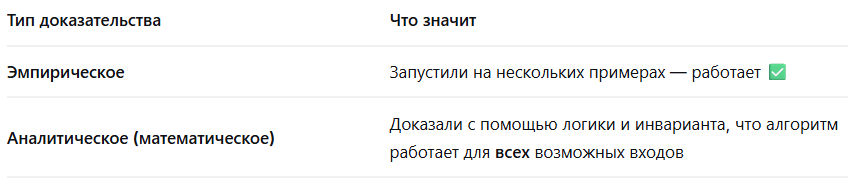 Тип доказательства Что значит
Эмпирическое Запустили на нескольких примерах — работает ✅
Аналитическое (математическое) Доказали с помощью логики и инварианта, что алгоритм
работает для всех возможных входов